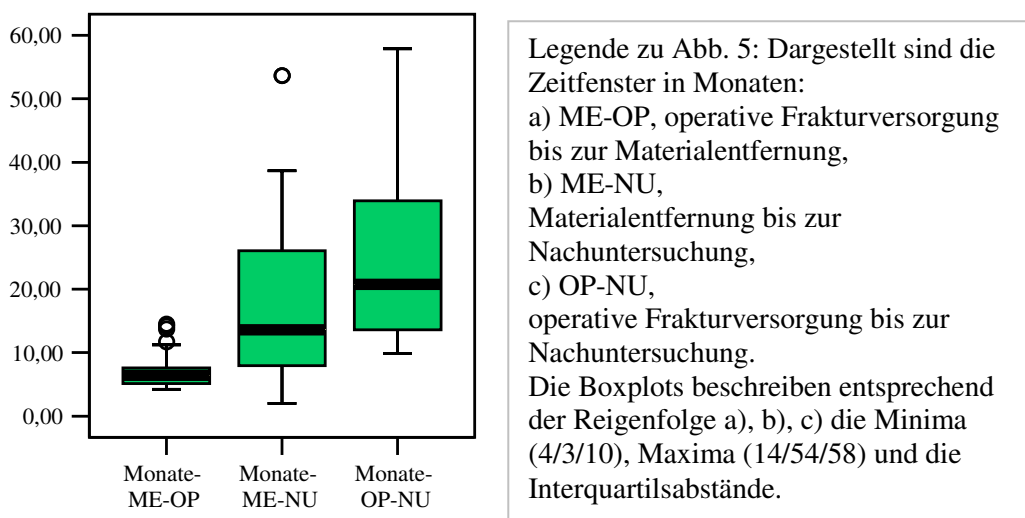 60,00
50,00
40,00
30,00
20,00
10,00
0,00
Monate-
ME-OP
Monate-
ME-NU
Monate-
OP-NU
Legende zu Abb. 5: Dargestellt sind die
Zeitfenster in Monaten:
a) ME-OP, operative Frakturversorgung
bis zur Materialentfernung,
b) ME-NU,
Materialentfernung bis zur
Nachuntersuchung,
c) OP-NU,
operative Frakturversorgung bis zur
Nachuntersuchung.
Die Boxplots beschreiben entsprechend
der Reigenfolge a), b), c) die Minima
(4/3/10), Maxima (14/54/58) und die
Interquartilsabstände.